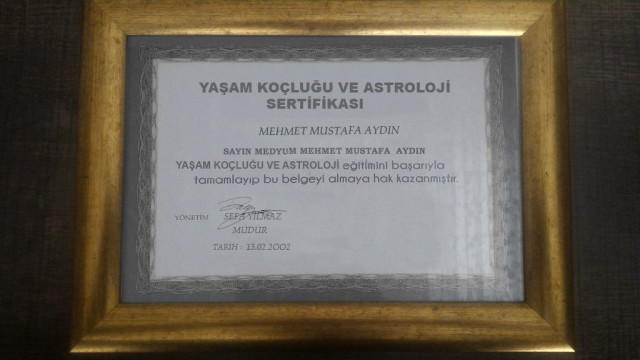 YAŞAM KOÇLUĞU VE ASTROLOJİ
SERTİFİKASI
MEHMET MUSTAFA AYDIN
SAYIN MEDYUM MEHMET MUSTAFA AYDIN
YAŞAM KOÇLUĞU VE ASTROLOJİ eğitimini başarıyla
tamamlayıp bu belgeyi almaya hak kazanmıştır.
YÖNETİM SEFA YILMAZ
MÜDÜR
TARİH : 13.02.2002